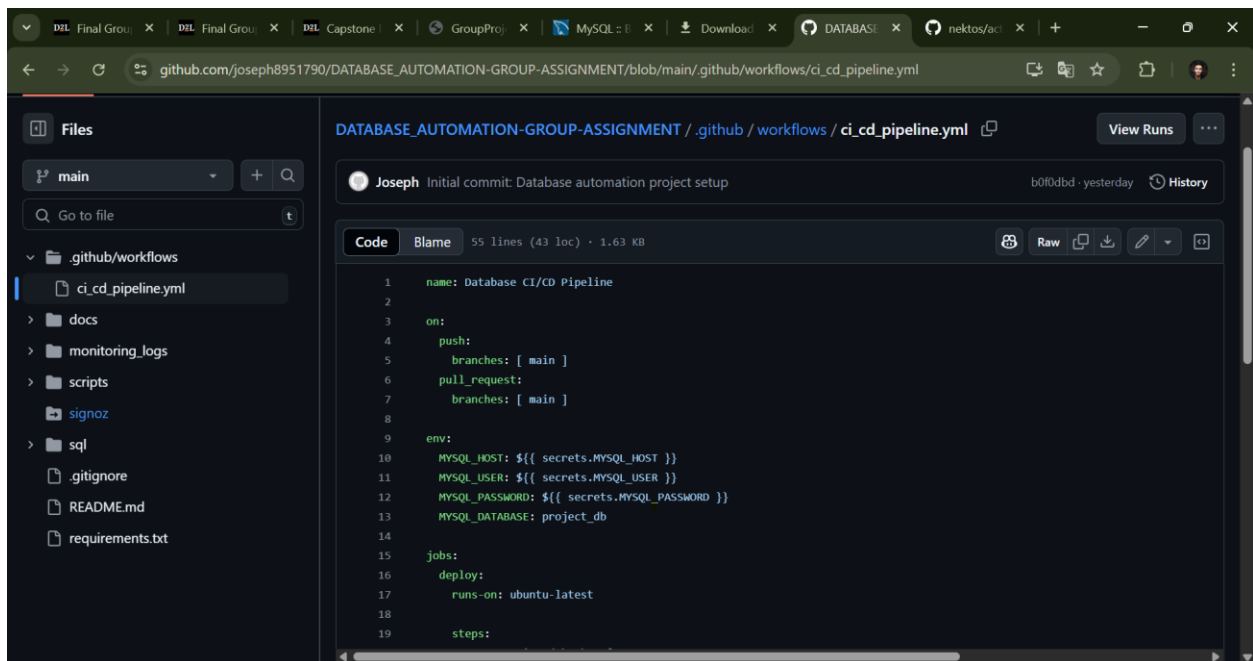 Final Grou
Final Grou
Capstone
GroupProj
MySQL :: B
Download
DATABASE
nektos/act
github.com/joseph8951790/DATABASE_AUTOMATION-GROUP-ASSIGNMENT/blob/main/.github/workflows/ci_cd_pipeline.yml
Files
main
Go to file
t
.github/workflows
ci_cd_pipeline.yml
docs
monitoring_logs
scripts
signoz
sql
.gitignore
README.md
requirements.txt
DATABASE_AUTOMATION-GROUP-ASSIGNMENT / .github / workflows / ci_cd_pipeline.yml
View Runs
Joseph Initial commit: Database automation project setup
b0f0dbd · yesterday History
Code Blame 55 lines (43 loc) · 1.63 KB
Raw
1 name: Database CI/CD Pipeline
2
3 on:
4 push:
5 branches: [ main ]
6 pull_request:
7 branches: [ main ]
8
9 env:
10 MYSQL_HOST: ${{ secrets.MYSQL_HOST }}
11 MYSQL_USER: ${{ secrets.MYSQL_USER }}
12 MYSQL_PASSWORD: ${{ secrets.MYSQL_PASSWORD }}
13 MYSQL_DATABASE: project_db
14
15 jobs:
16 deploy:
17 runs-on: ubuntu-latest
18
19 steps: